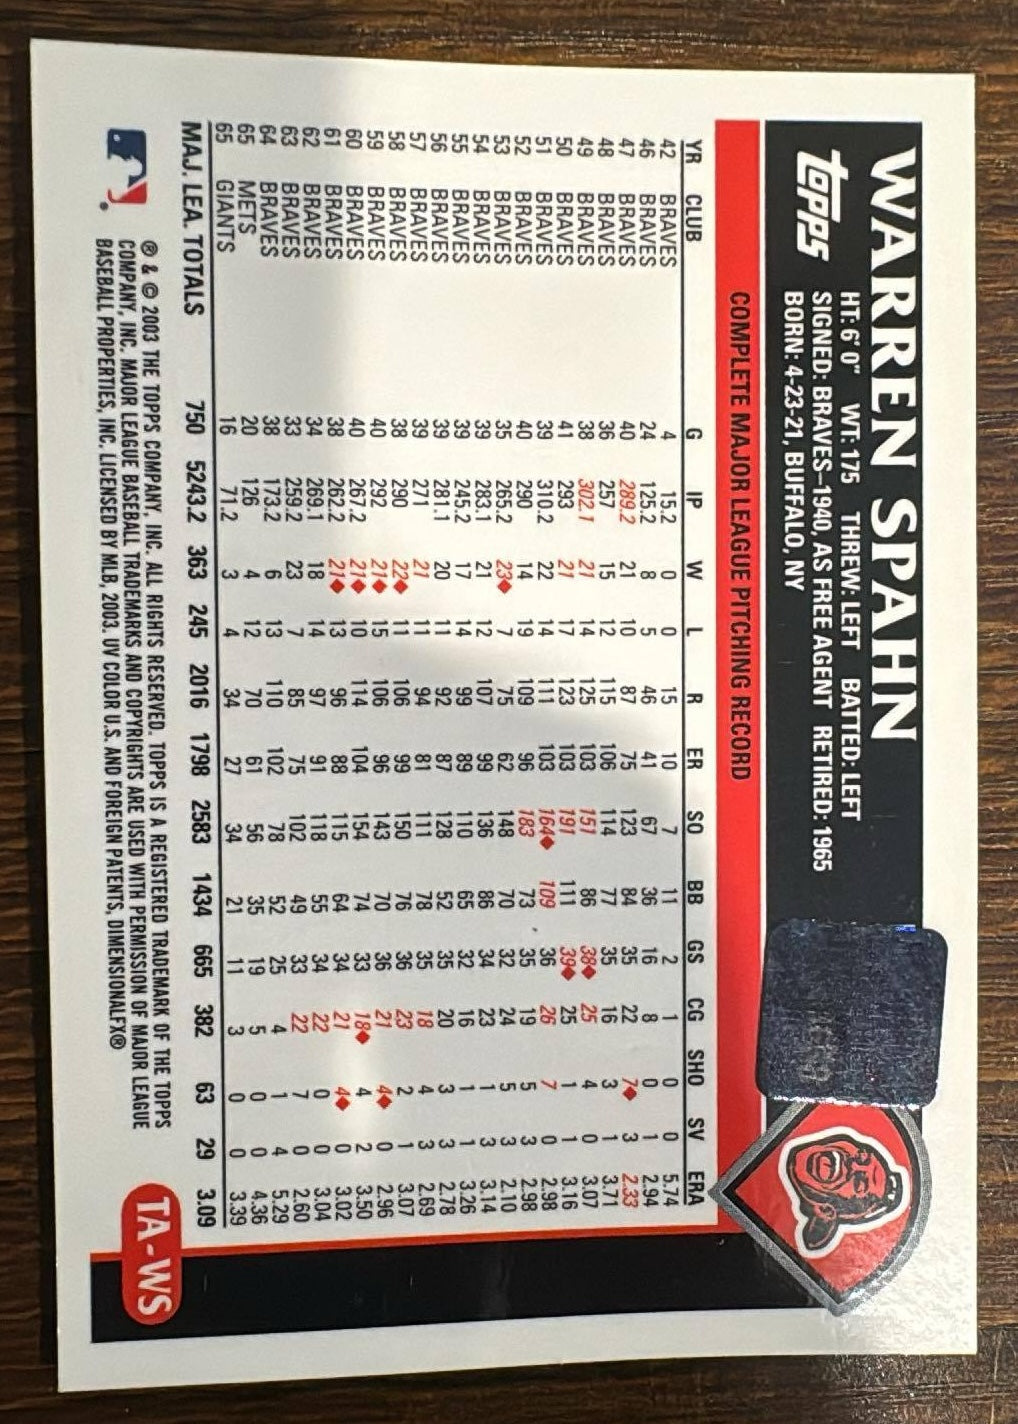 WARREN SPAHN
topps HT: 6' 0" WT: 175 THREW: LEFT BATTED: LEFT
SIGNED: BRAVES-1940, AS FREE AGENT RETIRED: 1965
BORN: 4-23-21, BUFFALO, NY
COMPLETE MAJOR LEAGUE PITCHING RECORD
YR CLUB G IP W L R ER SO BB GS CG SHO SV ERA
42 BRAVES 4 15.2 0 0 15 10 7 11 2 1 0 0 5.74
46 BRAVES 24 125.2 8 5 46 41 67 36 16 8 0 1 2.94
47 BRAVES 40 289.2 21 10 87 75 123 84 35 22 7♦ 3 2.33
48 BRAVES 36 257 15 12 115 106 114 77 35 16 3 1 3.71
49 BRAVES 38 302.1 21 14 125 103 151 86 38♦ 25 4 0 3.07
50 BRAVES 41 293 21 17 123 103 191 111 39♦ 25 1 1 3.16
51 BRAVES 39 310.2 22 14 111 103 164♦ 109 36 26 7 0 2.98
52 BRAVES 40 290 14 19 109 96 183 73 35 19 5 3 2.98
53 BRAVES 35 265.2 23♦ 7 75 62 148 70 32 24 5 3 2.10
54 BRAVES 39 283.1 21 12 107 99 136 86 34 23 1 3 3.14
55 BRAVES 39 245.2 17 14 99 89 110 65 32 16 1 1 3.26
56 BRAVES 39 281.1 20 11 92 87 128 52 35 20 3 3 2.78
57 BRAVES 39 271 21 11 94 81 111 78 35 18 4 3 2.69
58 BRAVES 38 290 22♦ 11 106 99 150 76 36 23 2 1 3.07
59 BRAVES 40 292 21♦ 15 106 96 143 70 36 21 4♦ 0 2.96
60 BRAVES 40 267.2 21♦ 10 114 104 154 74 33 18♦ 4 2 3.50
61 BRAVES 38 262.2 21♦ 13 96 88 115 64 34 21 4♦ 0 3.02
62 BRAVES 34 269.1 18 14 97 91 118 55 34 22 0 0 3.04
63 BRAVES 33 259.2 23 7 85 75 102 49 33 22 7 0 2.60
64 BRAVES 38 173.2 6 13 110 102 78 52 25 4 1 4 5.29
65 METS 20 126 4 12 70 61 56 35 19 5 0 0 4.36
65 GIANTS 16 71.2 3 4 34 27 34 21 11 3 0 0 3.39
MAJ. LEA. TOTALS 750 5243.2 363 245 2016 1798 2583 1434 665 382 63 29 3.09
® & © 2003 THE TOPPS COMPANY, INC. ALL RIGHTS RESERVED. TOPPS IS A REGISTERED TRADEMARK OF THE TOPPS
COMPANY, INC. MAJOR LEAGUE BASEBALL TRADEMARKS AND COPYRIGHTS ARE USED WITH PERMISSION OF MAJOR LEAGUE
BASEBALL PROPERTIES, INC. LICENSED BY MLB, 2003. UV COLOR U.S. AND FOREIGN PATENTS, DIMENSIONALFX®
TA-WS